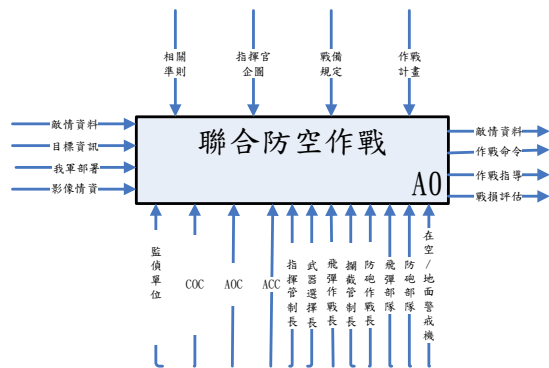 相關
準則
指揮官
企圖
戰備
規定
作戰
計畫
敵情資料
目標資訊
我軍部署
影像情資
聯合防空作戰
A0
敵情資料
作戰命令
作戰指導
戰損評估
監偵單位
COC
AOC
ACC
指揮管制長
武器選擇長
飛彈作戰長
攔截管制長
防砲作戰長
飛彈部隊
防砲部隊
在空/地面警戒機